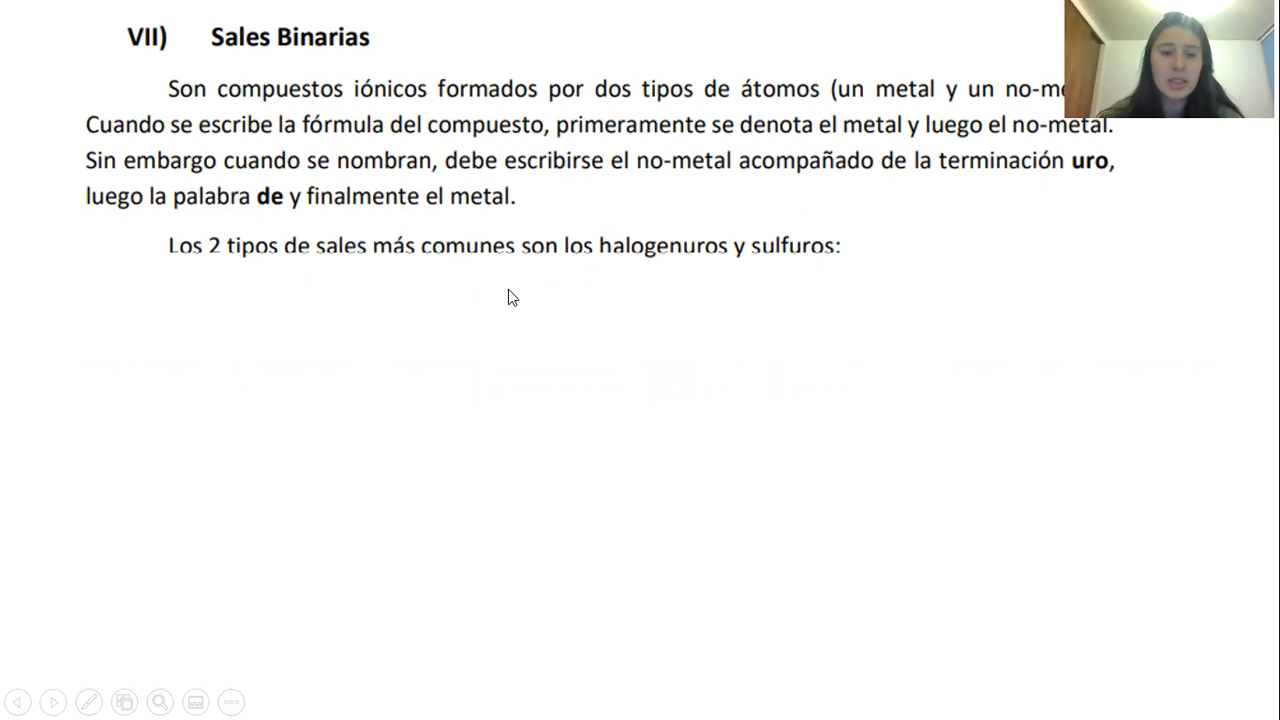 VII) Sales Binarias
Son compuestos iónicos formados por dos tipos de átomos (un metal y un
Cuando se escribe la fórmula del compuesto, primeramente se denota el metal y luego el no-metal.
Sin embargo cuando se nombran, debe escribirse el no-metal acompañado de la terminación uro,
luego la palabra de y finalmente el metal.
Los 2 tipos de sales más comunes son los halogenuros y sulfuros: